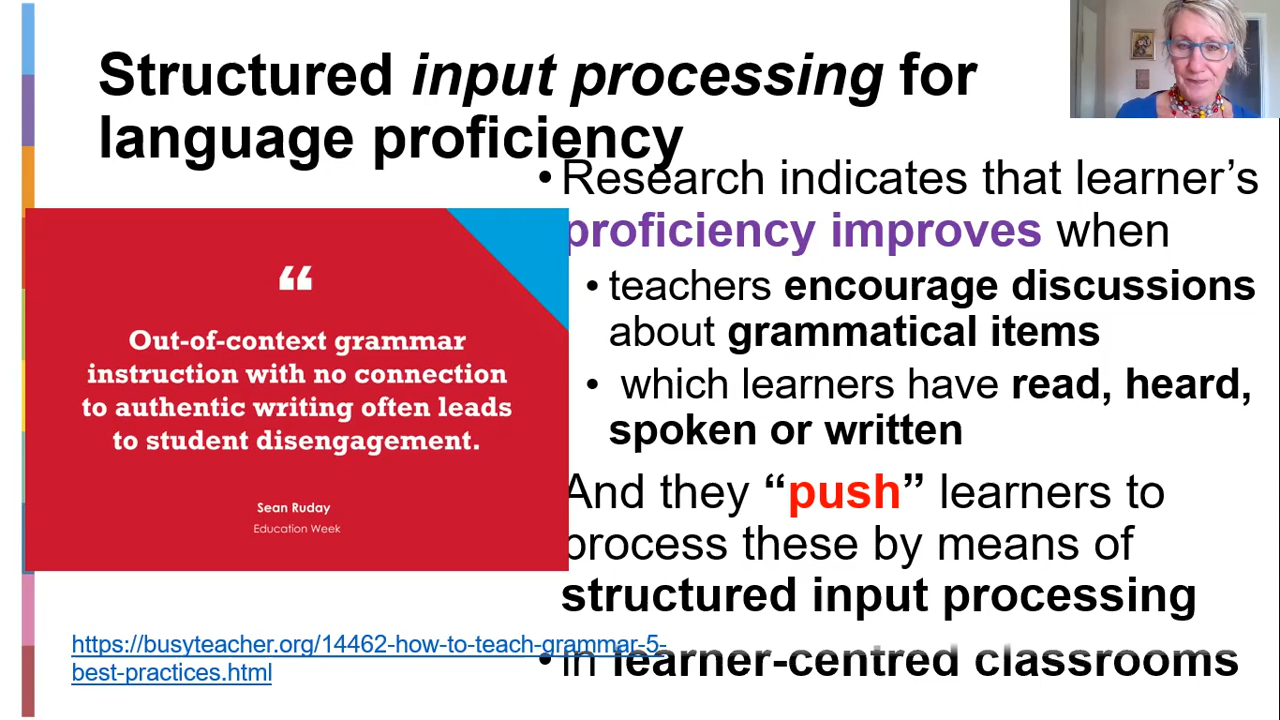 Structured input processing for
language proficiency
• Research indicates that learner’s
proficiency improves when
• teachers encourage discussions
about grammatical items
• which learners have read, heard,
spoken or written
And they “push” learners to
process these by means of
structured input processing
• in learner-centred classrooms
“
Out-of-context grammar
instruction with no connection
to authentic writing often leads
to student disengagement.
Sean Ruday
Education Week
https://busyteacher.org/14462-how-to-teach-grammar-5-
best-practices.html